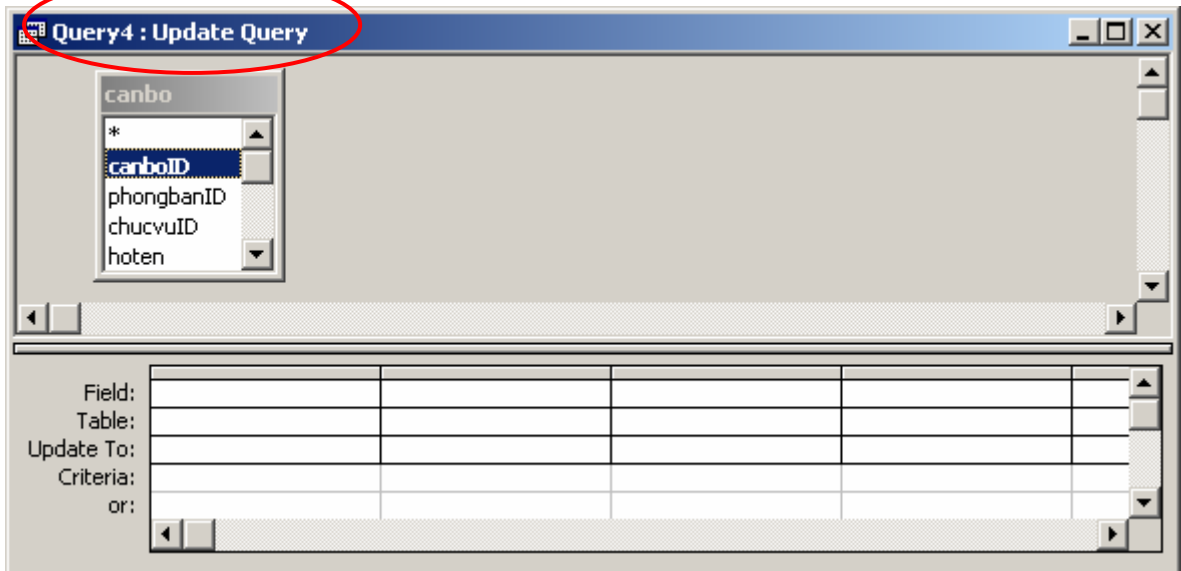 Query4 : Update Query
canbo
*
canboID
phongbanID
chucvuID
hoten
Field:
Table:
Update To:
Criteria:
or: